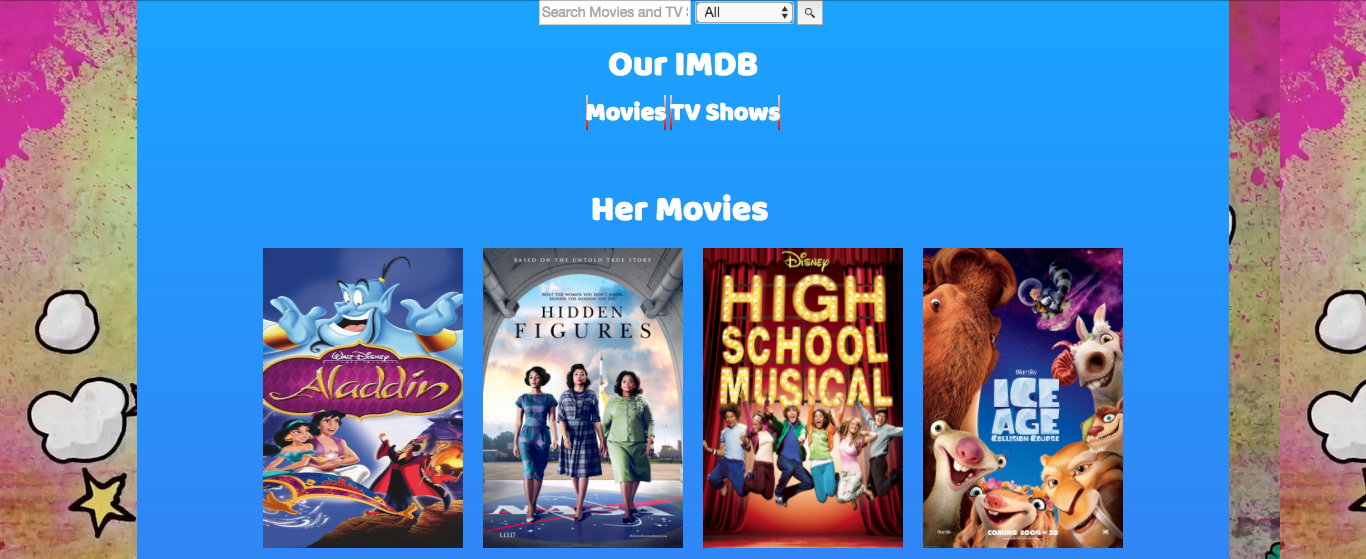 Search Movies and TV S
All
Our IMDB
Movies TV Shows
Her Movies
WALT DISNEY
Aladdin
BASED ON THE UNTOLD TRUE STORY
MEET THE WOMEN YOU DON'T KNOW,
BEHIND THE MISSION YOU DO.
HIDDEN
FIGURES
NASA
1.13.17
Disney
HIGH
SCHOOL
MUSICAL
Blue Sky
ICE
AGE
COLLISION COURSE
COMING SOON IN 3D